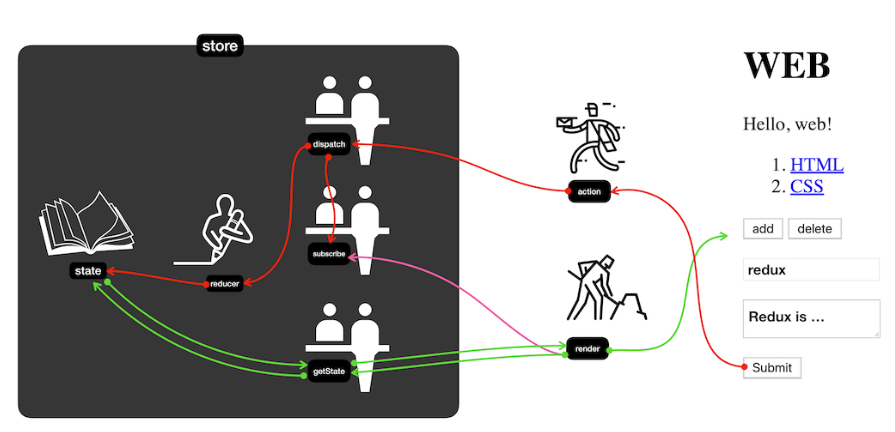 store
dispatch
subscribe
state
reducer
getState
action
render
WEB
Hello, web!
1. HTML
2. CSS
add delete
redux
Redux is ...
Submit